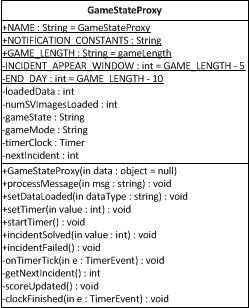 GameStateProxy
+NAME : String = GameStateProxy
+NOTIFICATION_CONSTANTS : String
+GAME_LENGTH : String = gameLength
-INCIDENT_APPEAR_WINDOW : int = GAME_LENGTH - 5
-END_DAY : int = GAME_LENGTH - 10
-loadedData : int
-numSVImagesLoaded : int
-gameState : String
-gameMode : String
-timerClock : Timer
-nextIncident : int
+GameStateProxy(in data : object = null)
+processMessage(in msg : string) : void
+setDataLoaded(in dataType : string) : void
+setTimer(in value : int) : void
+startTimer() : void
+incidentSolved(in value : int) : void
+incidentFailed() : void
-onTimerTick(in e : TimerEvent) : void
-getNextIncident() : int
-scoreUpdated() : void
-clockFinished(in e : TimerEvent) : void